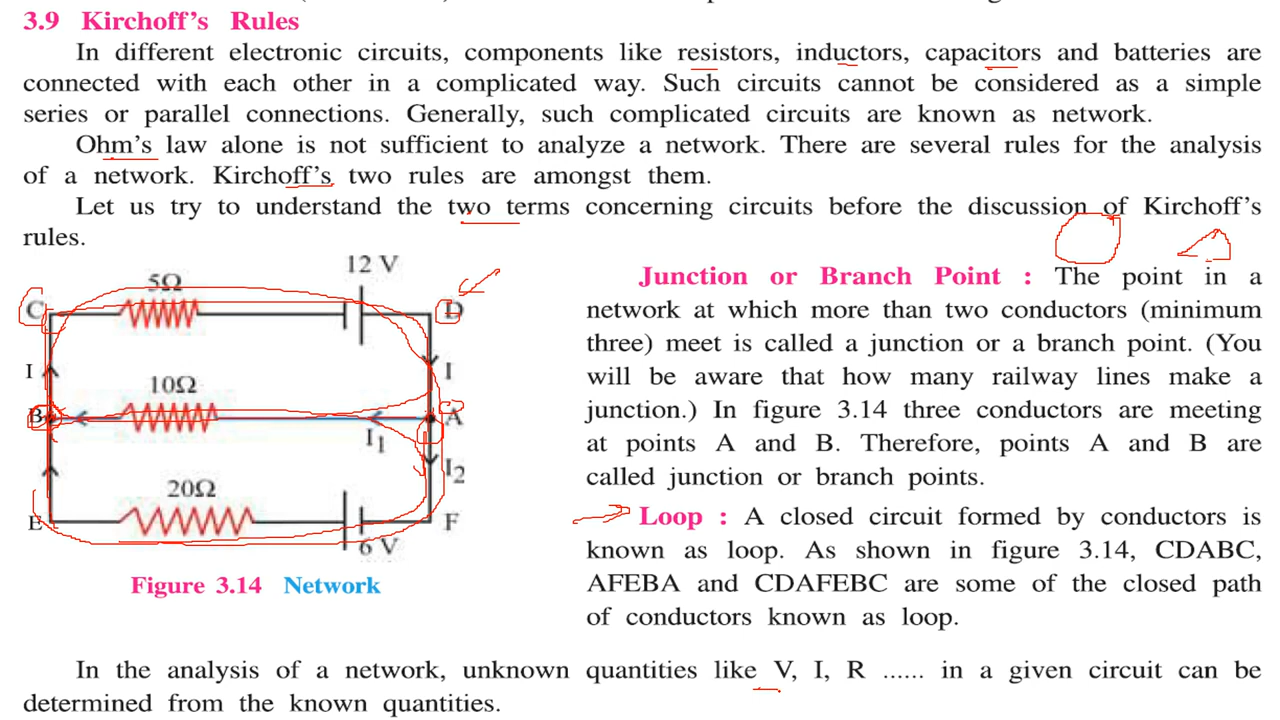 3.9 Kirchoff's Rules
In different electronic circuits, components like resistors, inductors, capacitors and batteries are
connected with each other in a complicated way. Such circuits cannot be considered as a simple
series or parallel connections. Generally, such complicated circuits are known as network.
Ohm's law alone is not sufficient to analyze a network. There are several rules for the analysis
of a network. Kirchoff's two rules are amongst them.
Let us try to understand the two terms concerning circuits before the discussion of Kirchoff's
rules.
12 V
5Ω
C
D
I
I
10Ω
B
A
I1
I2
20Ω
E
F
6 V
Figure 3.14 Network
Junction or Branch Point : The point in a
network at which more than two conductors (minimum
three) meet is called a junction or a branch point. (You
will be aware that how many railway lines make a
junction.) In figure 3.14 three conductors are meeting
at points A and B. Therefore, points A and B are
called junction or branch points.
Loop : A closed circuit formed by conductors is
known as loop. As shown in figure 3.14, CDABC,
AFEBA and CDAFEBC are some of the closed path
of conductors known as loop.
In the analysis of a network, unknown quantities like V, I, R ...... in a given circuit can be
determined from the known quantities.